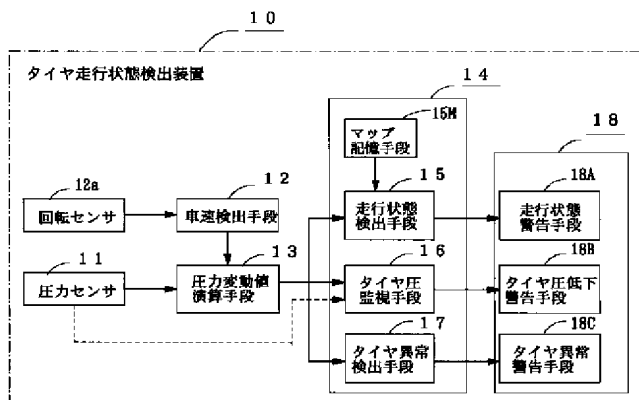 10
タイヤ走行状態検出装置
14
15M
マップ
記憶手段
18
12a
回転センサ
12
車速検出手段
15
走行状態
検出手段
18A
走行状態
警告手段
11
圧力センサ
13
圧力変動値
演算手段
16
タイヤ圧
監視手段
18B
タイヤ圧低下
警告手段
17
タイヤ異常
検出手段
18C
タイヤ異常
警告手段